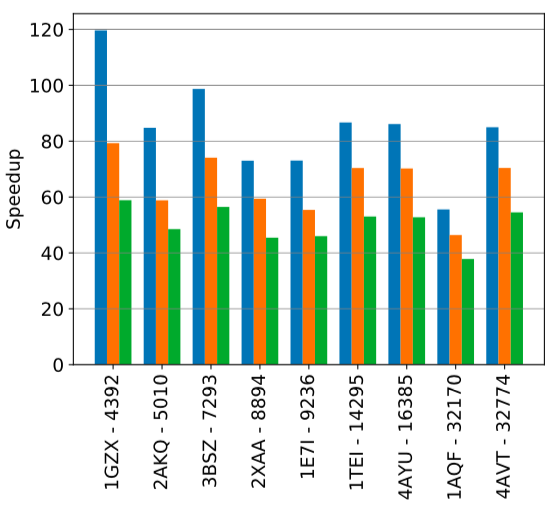 120
100
80
60
40
20
0
Speedup
1GZX - 4392
2AKQ - 5010
3BSZ - 7293
2XAA - 8894
1E7I - 9236
1TEI - 14295
4AYU - 16385
1AQF - 32170
4AVT - 32774